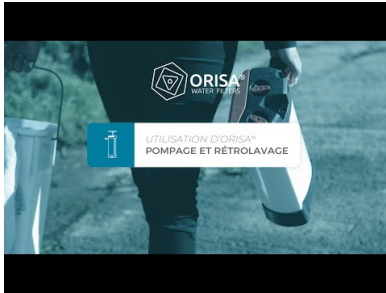 ORISA®
WATER FILTERS
UTILISATION D'ORISA®
POMPAGE ET RÉTROLAVAGE